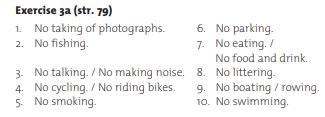 Exercise 3a (str. 79)
1. No taking of photographs.
2. No fishing.
3. No talking. / No making noise.
4. No cycling. / No riding bikes.
5. No smoking.
6. No parking.
7. No eating. /
No food and drink.
8. No littering.
9. No boating / rowing.
10. No swimming.